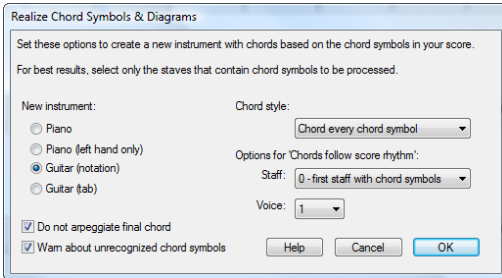 Realize Chord Symbols & Diagrams
Set these options to create a new instrument with chords based on the chord symbols in your score.
For best results, select only the staves that contain chord symbols to be processed.
New instrument:
Piano
Piano (left hand only)
Guitar (notation)
Guitar (tab)
Chord style:
Chord every chord symbol
Options for 'Chords follow score rhythm':
Staff: 0 - first staff with chord symbols
Voice: 1
Do not arpeggiate final chord
Warn about unrecognized chord symbols
Help Cancel OK